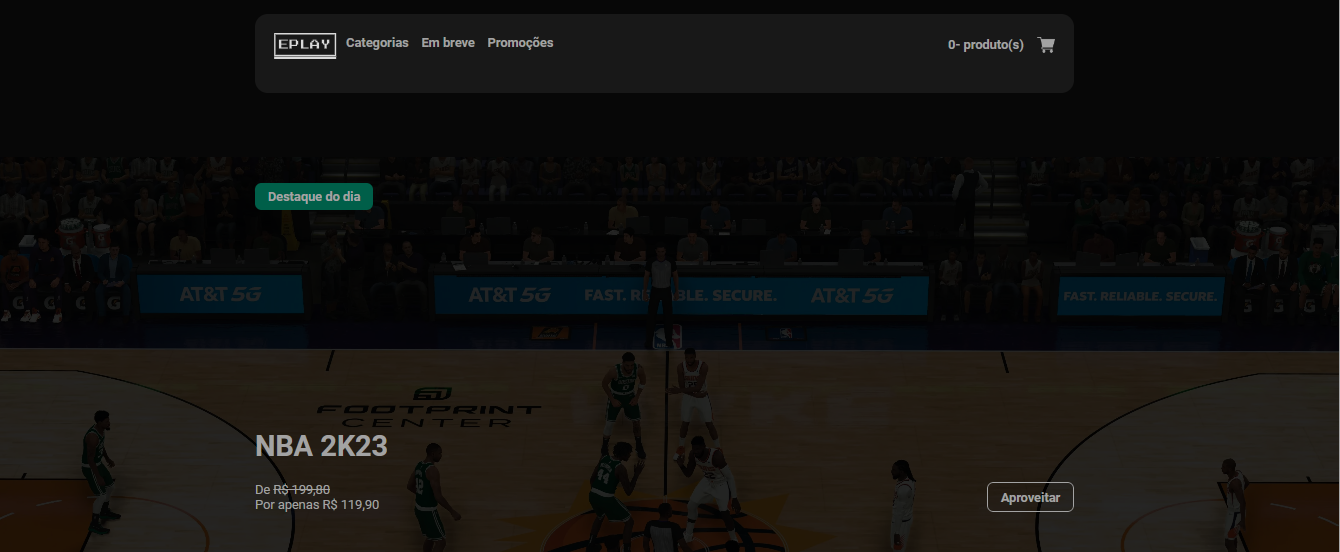 EPLAY Categorias Em breve Promoções 0- produto(s)
Destaque do dia
AT&T 5G AT&T 5G FAST. RELIABLE. SECURE. AT&T 5G FAST. RELIABLE. SECURE.
FOOTPRINT
CENTER
NBA 2K23
De R$ 199,80
Por apenas R$ 119,90
Aproveitar